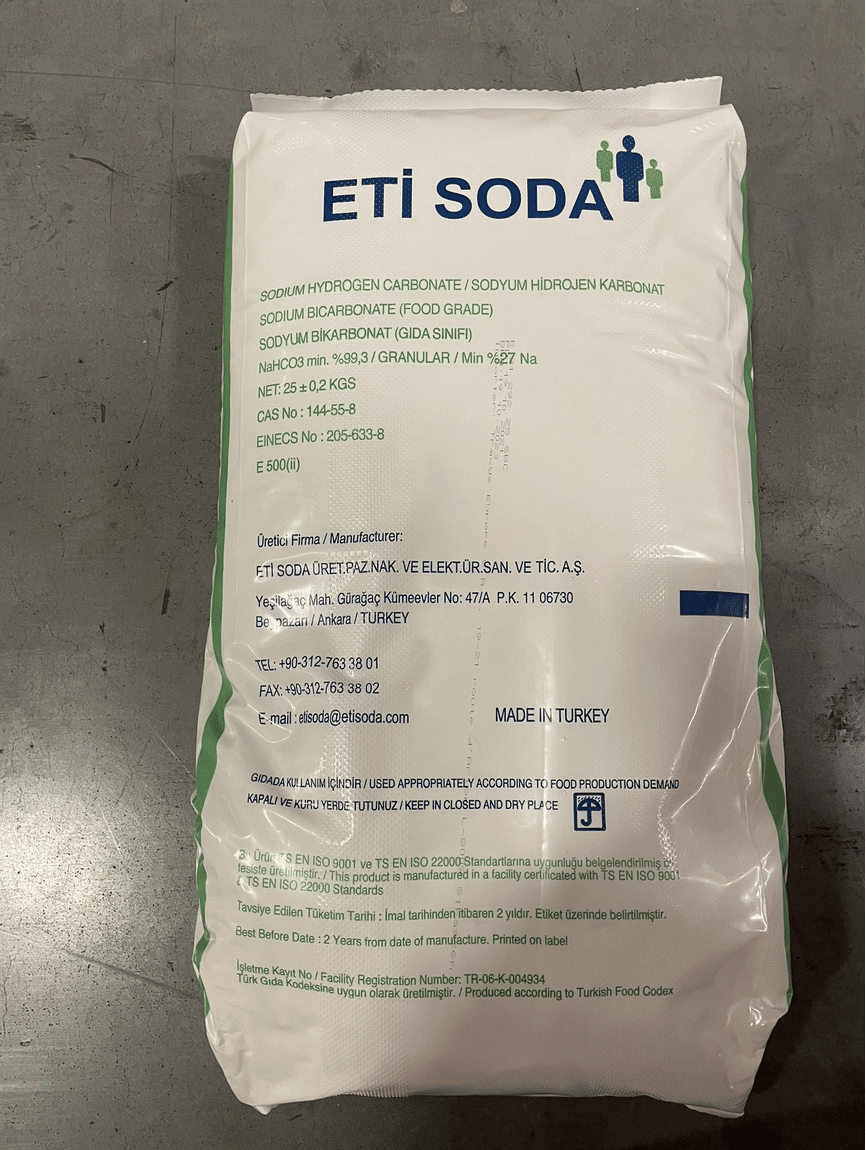 ETİ SODA
SODIUM HYDROGEN CARBONATE / SODYUM HİDROJEN KARBONAT
SODIUM BICARBONATE (FOOD GRADE)
SODYUM BİKARBONAT (GIDA SINIFI)
NaHCO3 min. %99,3 / GRANULAR / Min %27 Na
NET: 25 ± 0,2 KGS
CAS No : 144-55-8
EINECS No : 205-633-8
E 500(ii)
Üretici Firma / Manufacturer:
ETİ SODA ÜRET.PAZ.NAK. VE ELEKT.ÜR.SAN. VE TİC. A.Ş.
Yeşilağaç Mah. Gürağaç Kümeevler No: 47/A P.K. 11 06730
/ Ankara / TURKEY
TEL: +90-312-763 38 01
FAX: +90-312-763 38 02
E-mail : etisoda@etisoda.com
MADE IN TURKEY
GIDADA KULLANIM İÇİNDİR / USED APPROPRIATELY ACCORDING TO FOOD PRODUCTION DEMAND
KAPALI VE KURU YERDE TUTUNUZ / KEEP IN CLOSED AND DRY PLACE
Bu Ürün TS EN ISO 9001 ve TS EN ISO 22000 Standartlarına uygunluğu belgelendirilmiş
tesiste üretilmiştir. / This product is manufactured in a facility certificated with TS EN ISO 9001
& TS EN ISO 22000 Standards
Tavsiye Edilen Tüketim Tarihi : İmal tarihinden itibaren 2 yıldır. Etiket üzerinde belirtilmiştir.
Best Before Date : 2 Years from date of manufacture. Printed on label
İşletme Kayıt No / Facility Registration Number: TR-06-K-004934
Türk Gıda Kodeksine uygun olarak üretilmiştir. / Produced according to Turkish Food Codex